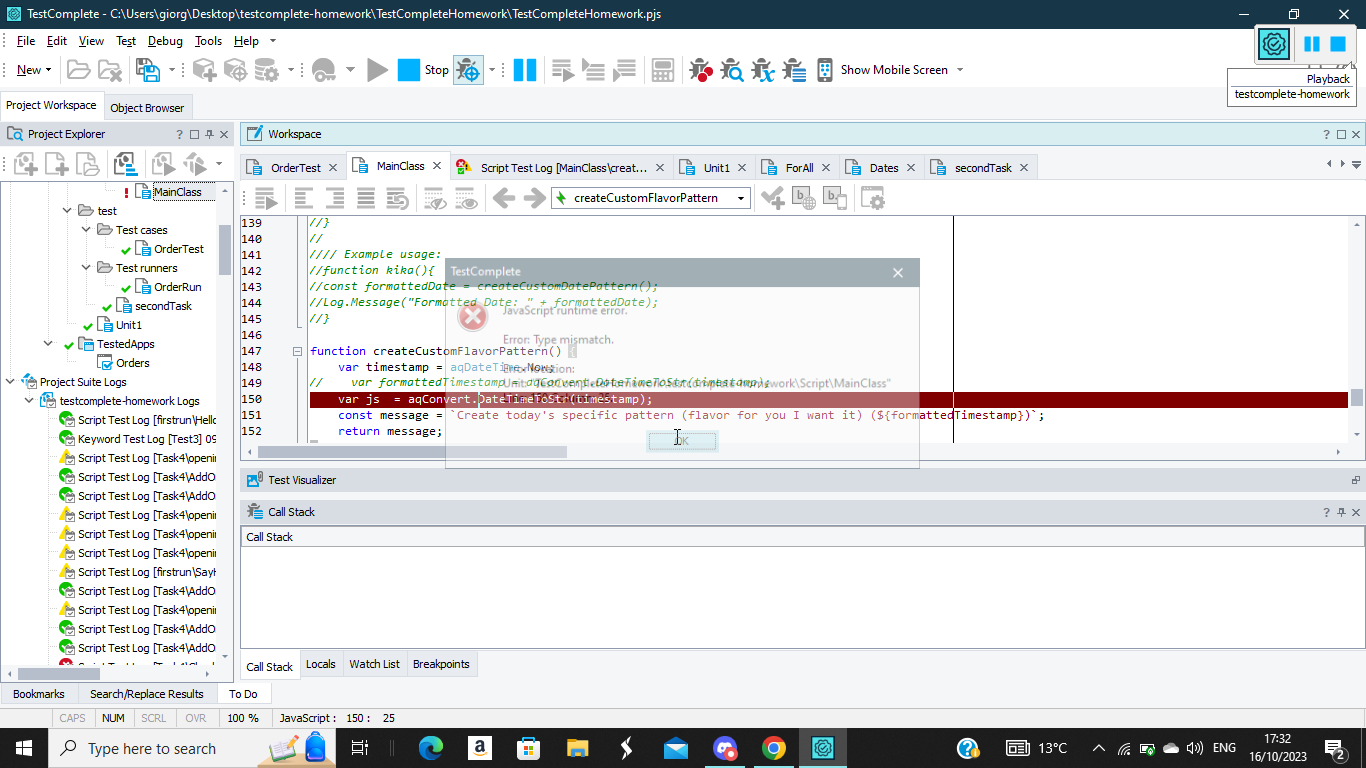 TestComplete - C:\Users\giorg\Desktop\testcomplete-homework\TestCompleteHomework\TestCompleteHomework.pjs
File Edit View Test Debug Tools Help
New Stop Show Mobile Screen
Playback
testcomplete-homework
Project Workspace Object Browser
Project Explorer ?
Workspace ?
OrderTest MainClass Script Test Log [MainClass\creat... Unit1 ForAll Dates secondTask
createCustomFlavorPattern
MainClass
test
Test cases
OrderTest
Test runners
OrderRun
secondTask
Unit1
TestedApps
Orders
Project Suite Logs
testcomplete-homework Logs
Script Test Log [firstrun\Hello
Keyword Test Log [Test3] 09
Script Test Log [Task4\openi
Script Test Log [Task4\AddO
Script Test Log [Task4\AddO
Script Test Log [Task4\openi
Script Test Log [Task4\openi
Script Test Log [Task4\openi
Script Test Log [firstrun\SayH
Script Test Log [Task4\AddO
Script Test Log [Task4\openi
Script Test Log [Task4\AddO
Script Test Log [Task4\AddO
139 //}
140 //
141 //// Example usage:
142 //function kika(){
143 //const formattedDate = createCustomDatePattern();
144 //Log.Message("Formatted Date: " + formattedDate);
145 //}
146
147 function createCustomFlavorPattern() {
148 var timestamp = aqDateTime.Now;
149 // var formattedTimestamp = aqConvert.DateTimeToStr(timestamp);
150 var js = aqConvert.DateTimeToStr(timestamp);
151 const message = `Create today's specific pattern (flavor for you I want it) (${formattedTimestamp})`;
152 return message;
TestComplete
JavaScript runtime error.
Error: Type mismatch.
Error location:
Unit: "TestCompleteHomework\testcomplete-homework\Script\MainClass"
OK
Test Visualizer
Call Stack ?
Call Stack
Call Stack Locals Watch List Breakpoints
Bookmarks Search/Replace Results To Do
CAPS NUM SCRL OVR 100 % JavaScript : 150 : 25
Type here to search
13°C ENG
17:32
16/10/2023
2